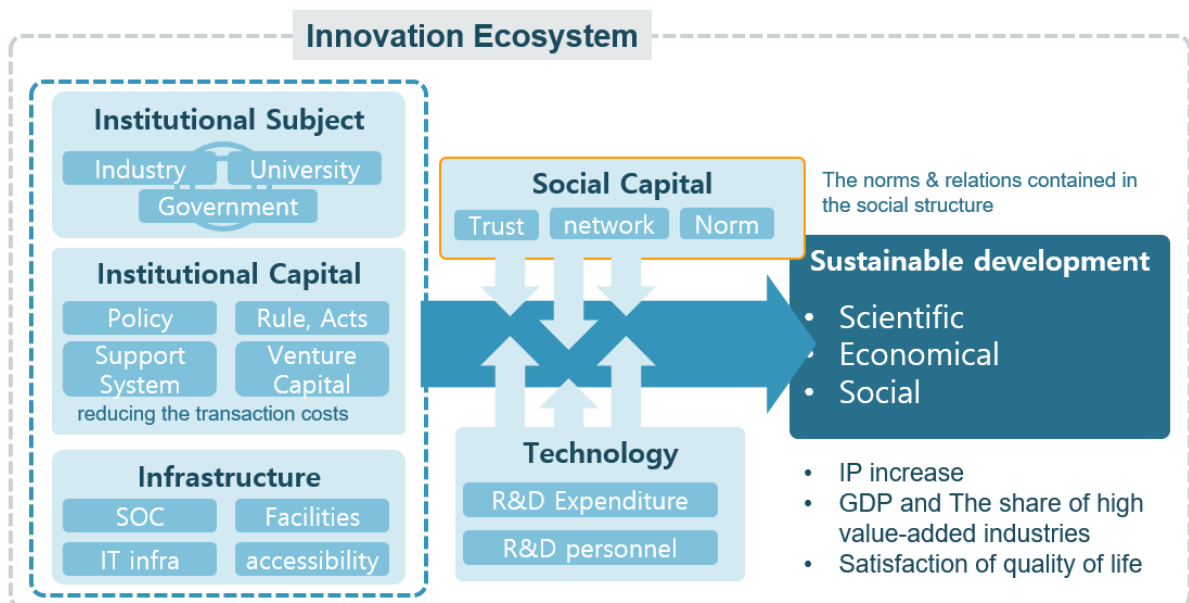 Innovation Ecosystem
Institutional Subject
Industry
University
Government
Institutional Capital
Policy
Rule, Acts
Support
System
Venture
Capital
reducing the transaction costs
Infrastructure
SOC
Facilities
IT infra
accessibility
Social Capital
Trust
network
Norm
Technology
R&D Expenditure
R&D personnel
The norms & relations contained in
the social structure
Sustainable development
• Scientific
• Economical
• Social
• IP increase
• GDP and The share of high
value-added industries
• Satisfaction of quality of life